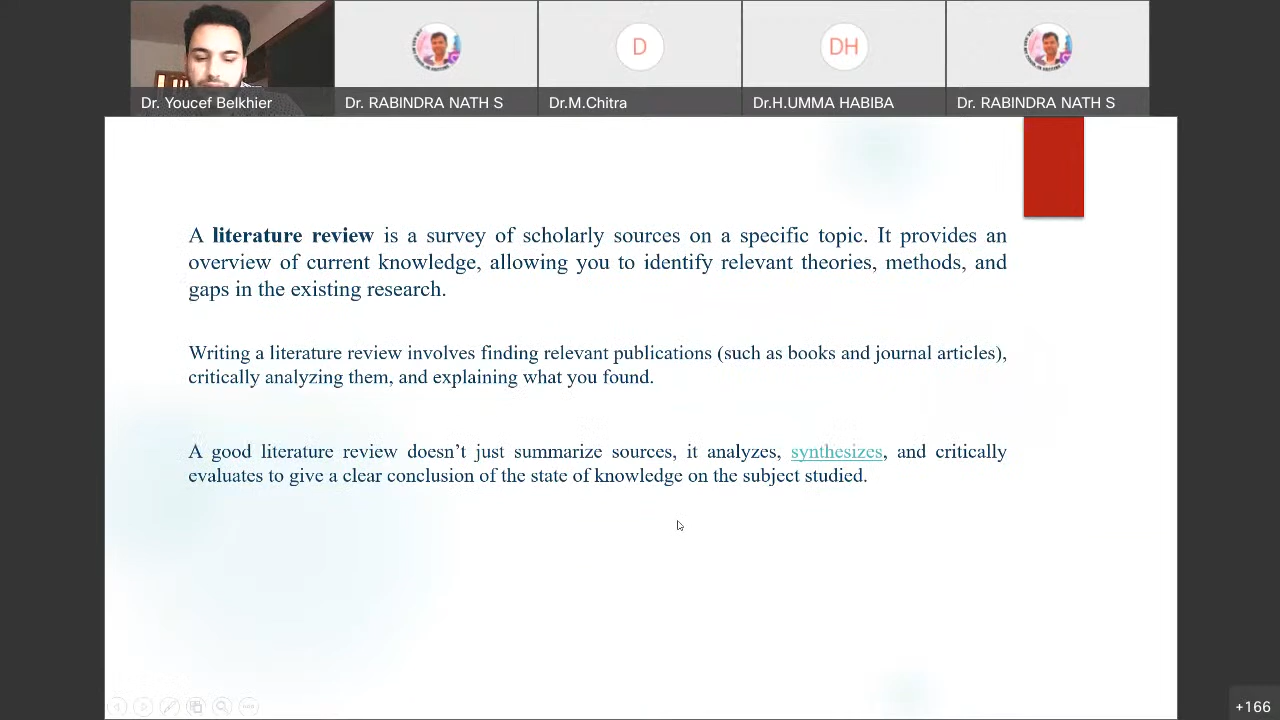 Dr. Youcef Belkhier
Dr. RABINDRA NATH S
D
Dr.M.Chitra
DH
Dr.H.UMMA HABIBA
Dr. RABINDRA NATH S
A literature review is a survey of scholarly sources on a specific topic. It provides an
overview of current knowledge, allowing you to identify relevant theories, methods, and
gaps in the existing research.
Writing a literature review involves finding relevant publications (such as books and journal articles),
critically analyzing them, and explaining what you found.
A good literature review doesn’t just summarize sources, it analyzes, synthesizes, and critically
evaluates to give a clear conclusion of the state of knowledge on the subject studied.
+166